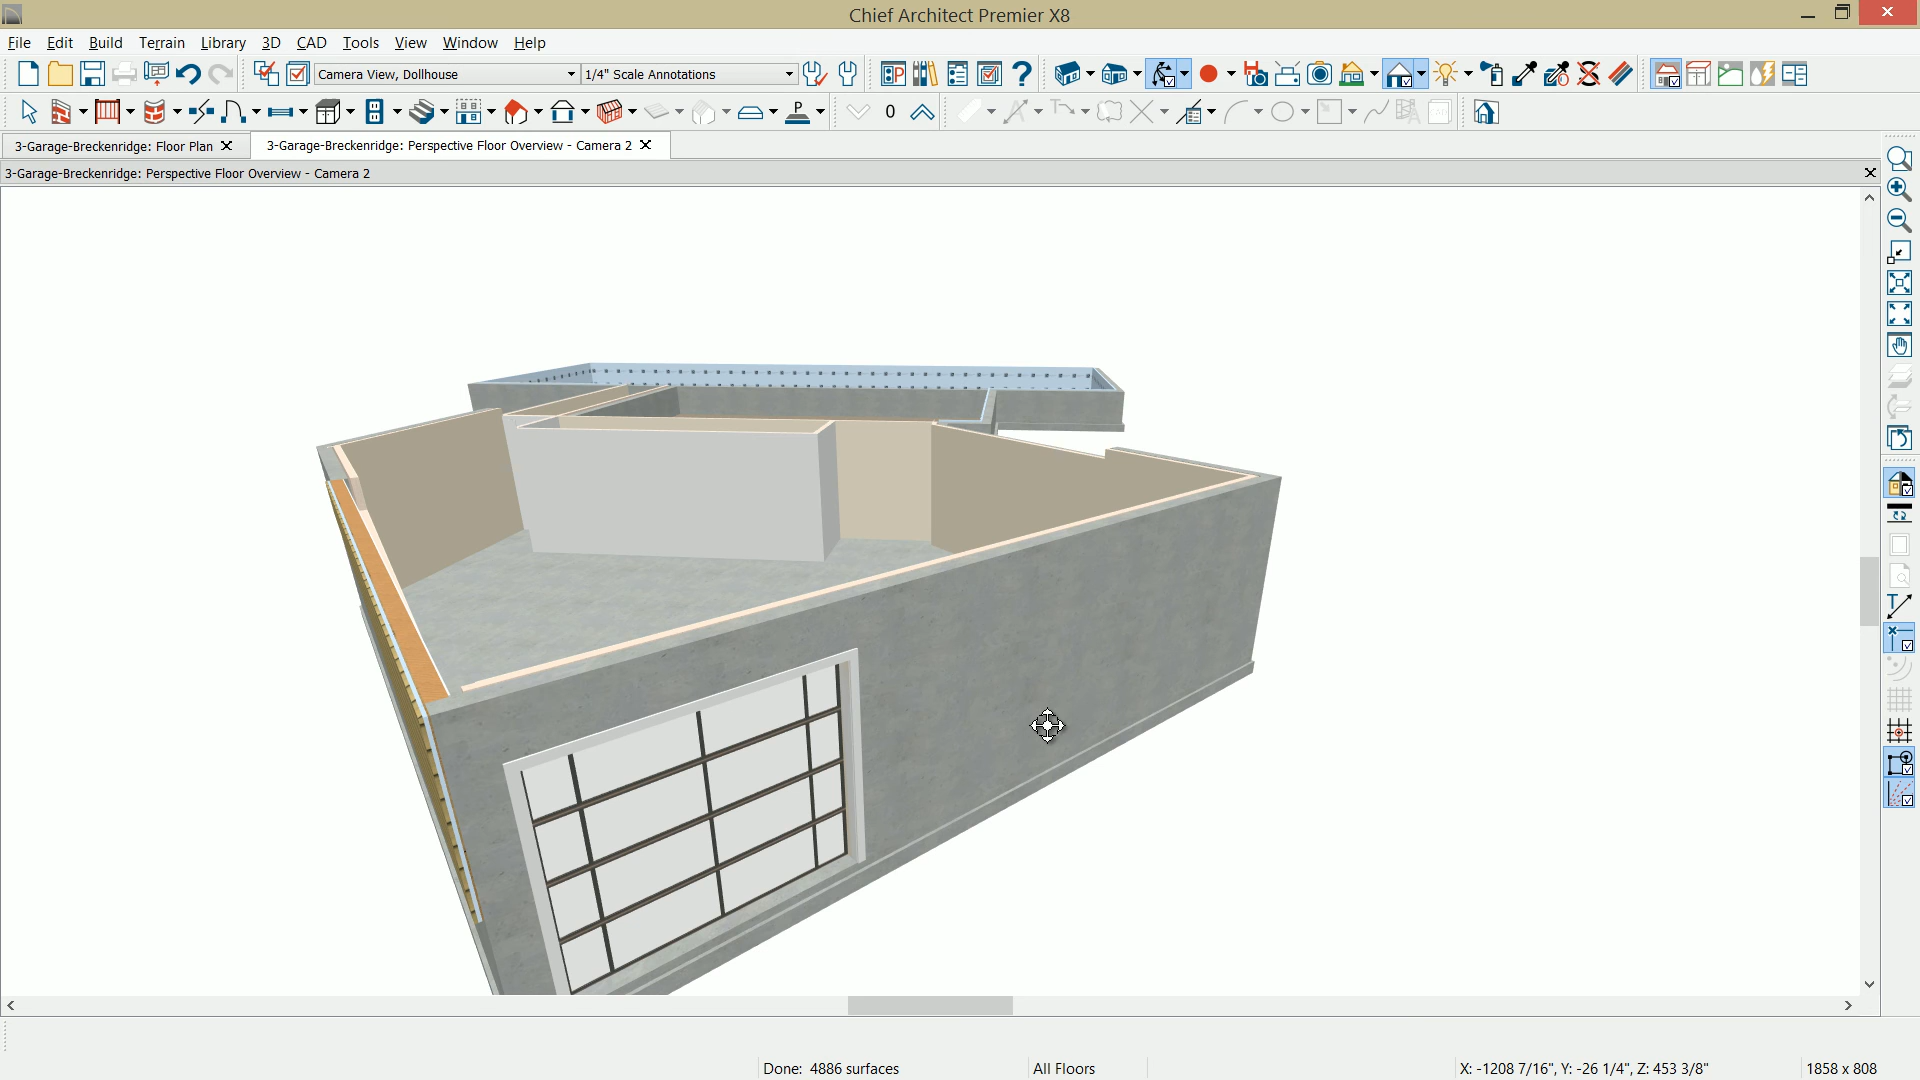 Chief Architect Premier X8
File Edit Build Terrain Library 3D CAD Tools View Window Help
Camera View, Dollhouse 1/4" Scale Annotations
0
3-Garage-Breckenridge: Floor Plan 3-Garage-Breckenridge: Perspective Floor Overview - Camera 2
3-Garage-Breckenridge: Perspective Floor Overview - Camera 2
Done: 4886 surfaces All Floors X: -1208 7/16", Y: -26 1/4", Z: 453 3/8" 1858 x 808